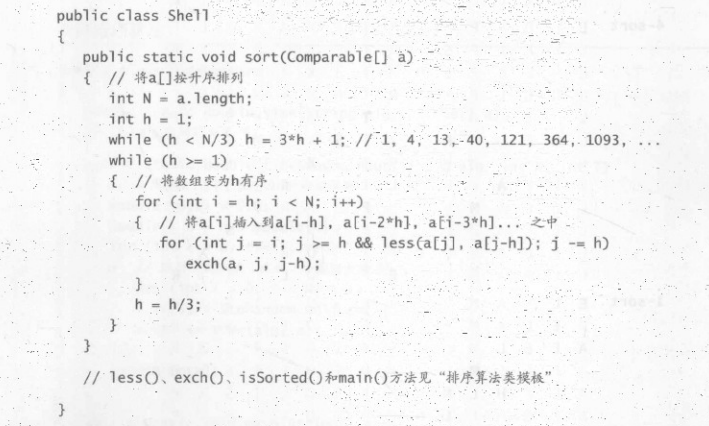 public class Shell
{
public static void sort(Comparable[] a)
{ // 将a[]按升序排列
int N = a.length;
int h = 1;
while (h < N/3) h = 3*h + 1; // 1, 4, 13, 40, 121, 364, 1093, ...
while (h >= 1)
{ // 将数组变为h有序
for (int i = h; i < N; i++)
{ // 将a[i]插入到a[i-h], a[i-2*h], a[i-3*h]... 之中
for (int j = i; j >= h && less(a[j], a[j-h]); j -= h)
exch(a, j, j-h);
}
h = h/3;
}
}
// less()、exch()、isSorted()和main()方法见“排序算法类模板”
}